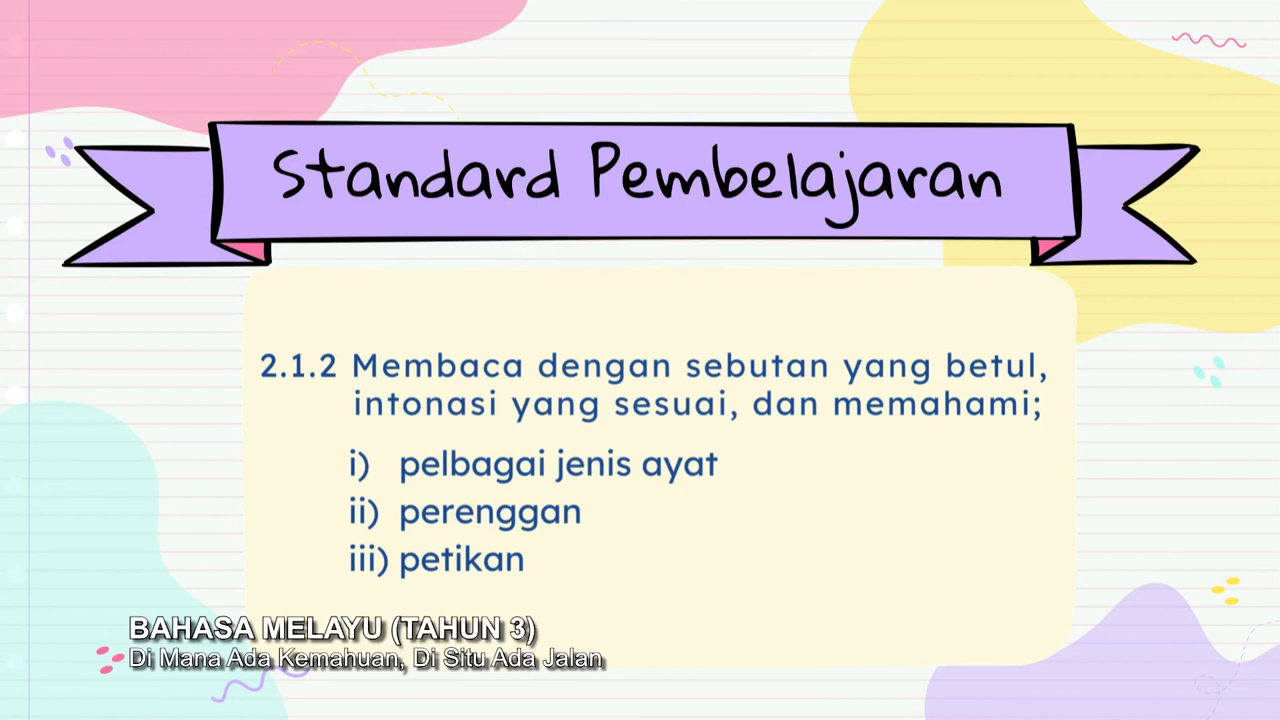 Standard Pembelajaran
2.1.2 Membaca dengan sebutan yang betul,
intonasi yang sesuai, dan memahami;
i) pelbagai jenis ayat
ii) perenggan
iii) petikan
BAHASA MELAYU (TAHUN 3)
Di Mana Ada Kemahuan, Di Situ Ada Jalan